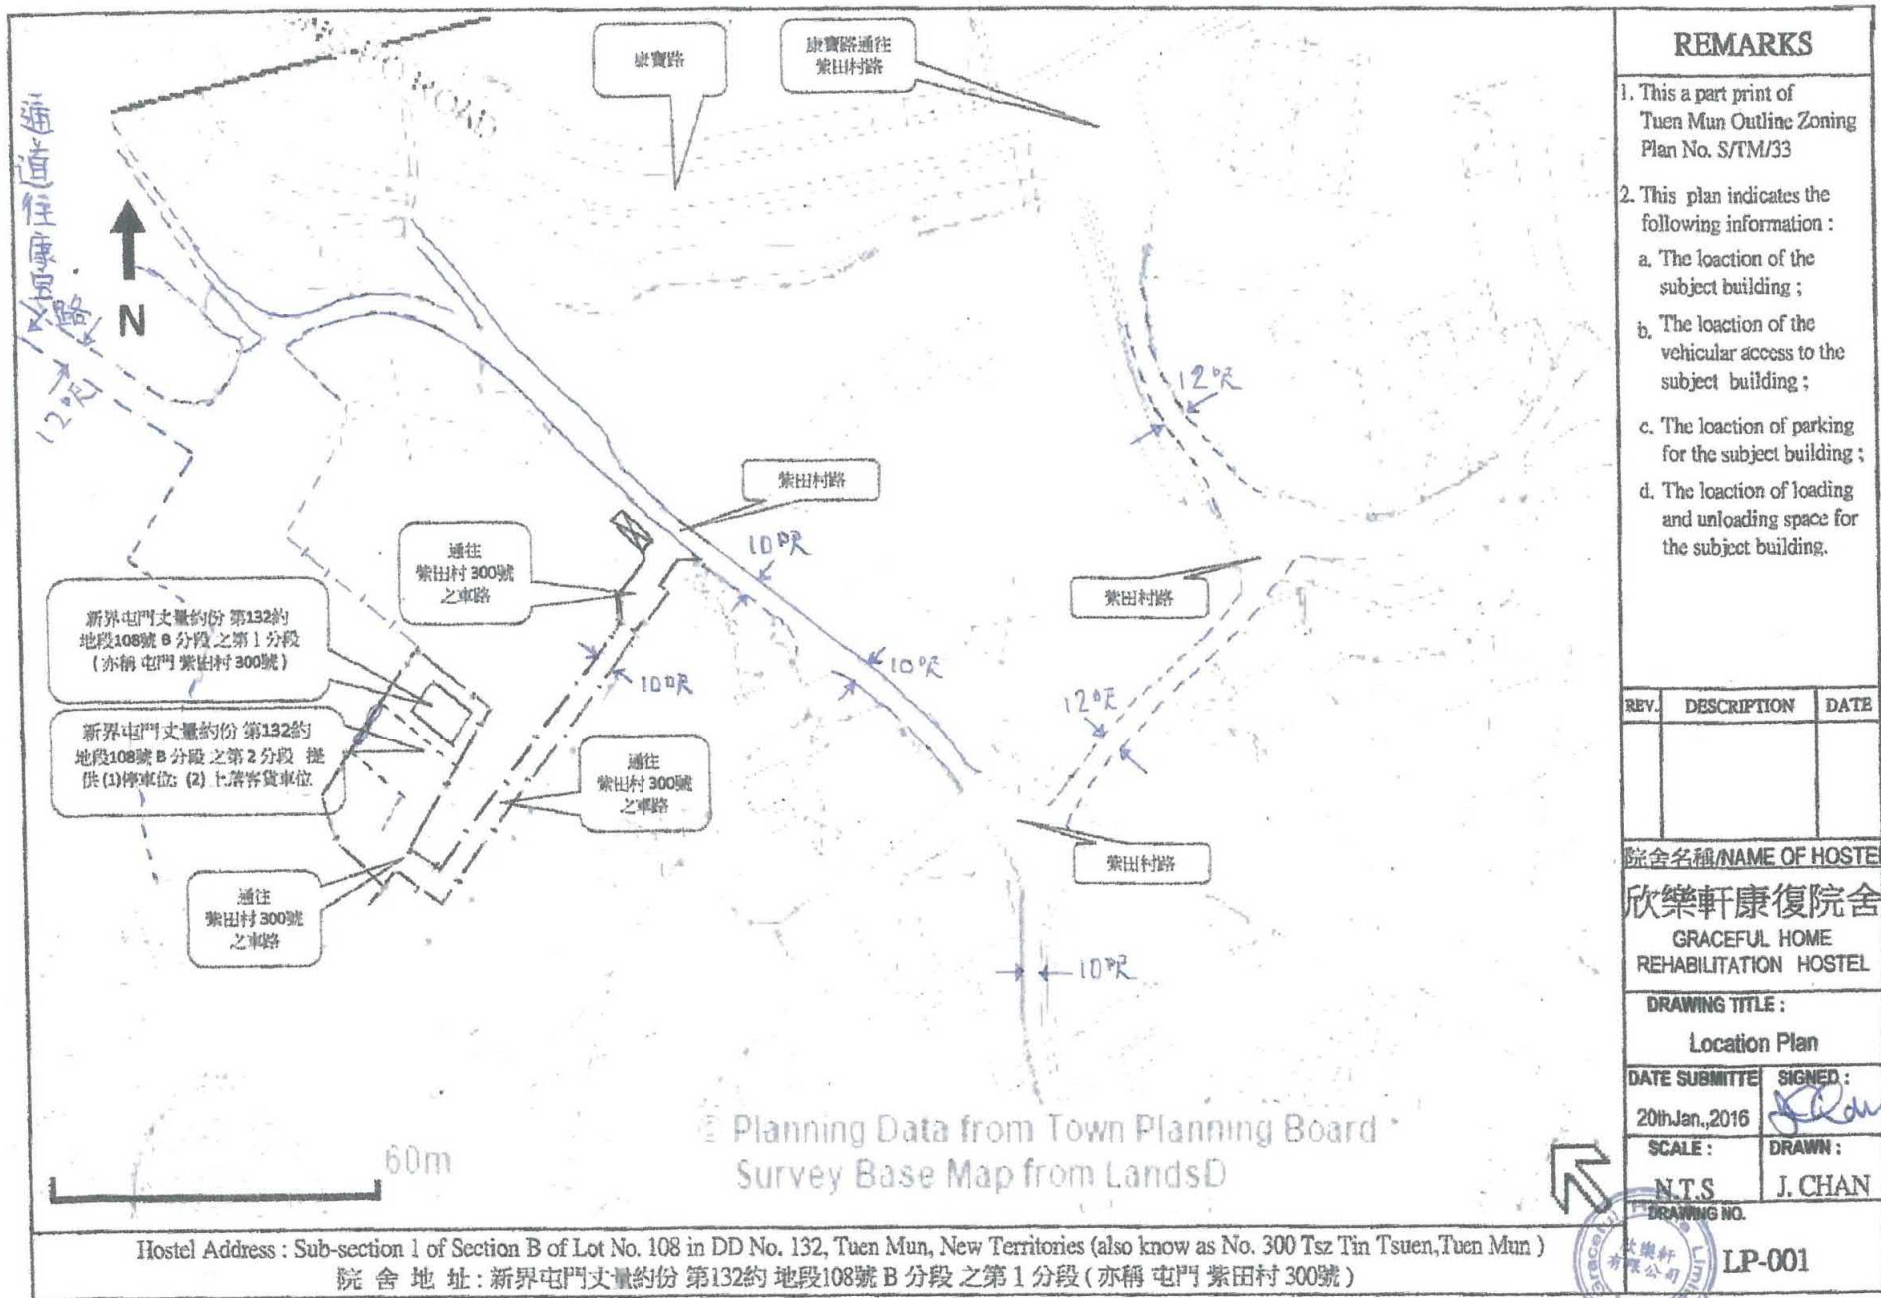 ROAD
康寶路
康寶路通往
紫田村路
通道往康寶路
N
12呎
12呎
紫田村路
10呎
通往
紫田村 300號
之車路
紫田村路
新界屯門丈量約份 第132約
地段108號 B 分段 之第 1 分段
(亦稱 屯門 紫田村 300號)
10呎
10呎
12呎
新界屯門丈量約份 第132約
地段108號 B 分段 之第 2 分段 提
供 (1)停車位; (2) 上落客貨車位
通往
紫田村 300號
之車路
紫田村路
通往
紫田村 300號
之車路
10呎
60m
© Planning Data from Town Planning Board
Survey Base Map from LandsD
REMARKS
1. This a part print of
Tuen Mun Outline Zoning
Plan No. S/TM/33
2. This plan indicates the
following information :
a. The loaction of the
subject building ;
b. The loaction of the
vehicular access to the
subject building ;
c. The loaction of parking
for the subject building ;
d. The loaction of loading
and unloading space for
the subject building.
REV. DESCRIPTION DATE
院舍名稱/NAME OF HOSTEL
欣樂軒康復院舍
GRACEFUL HOME
REHABILITATION HOSTEL
DRAWING TITLE :
Location Plan
DATE SUBMITTE SIGNED :
20thJan.,2016
SCALE : DRAWN :
N.T.S J. CHAN
DRAWING NO.
LP-001
Graceful Home Limited
欣樂軒
有限公司
Hostel Address : Sub-section 1 of Section B of Lot No. 108 in DD No. 132, Tuen Mun, New Territories (also know as No. 300 Tsz Tin Tsuen,Tuen Mun )
院 舍 地 址 : 新界屯門丈量約份 第132約 地段108號 B 分段 之第 1 分段 ( 亦稱 屯門 紫田村 300號 )